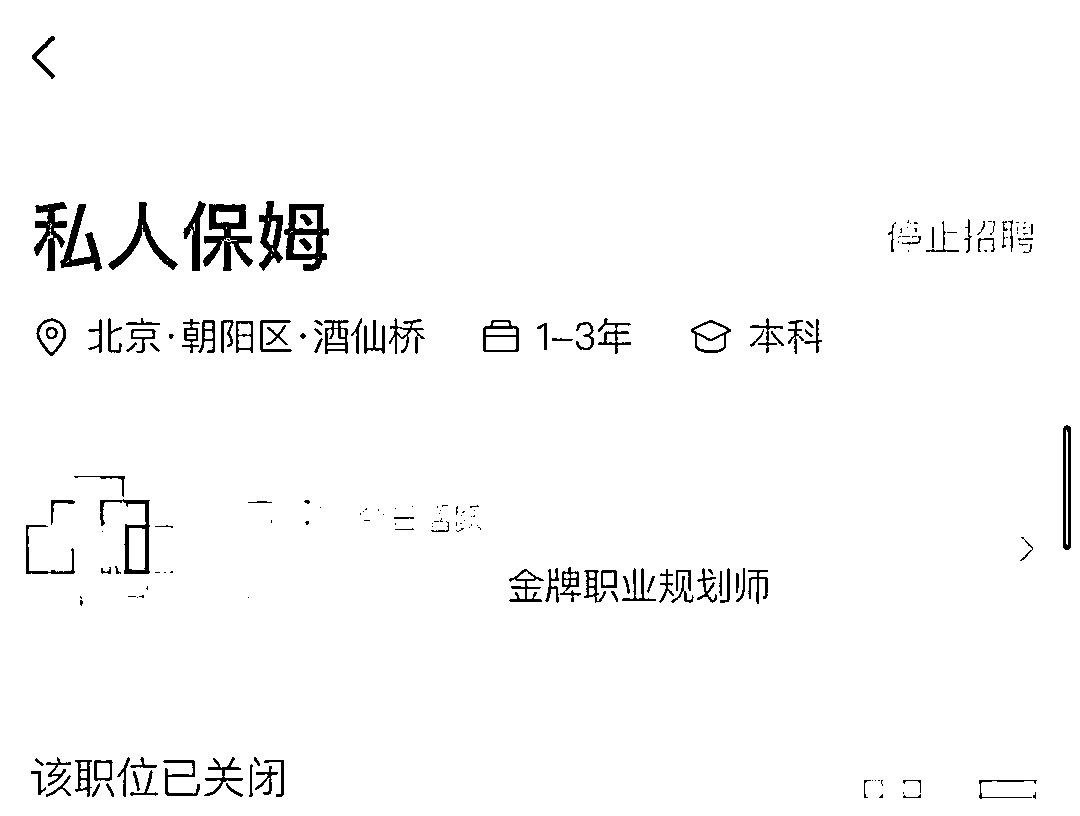 私人保姆
停止招聘
北京·朝阳区·酒仙桥 1-3年 本科
金牌职业规划师
该职位已关闭